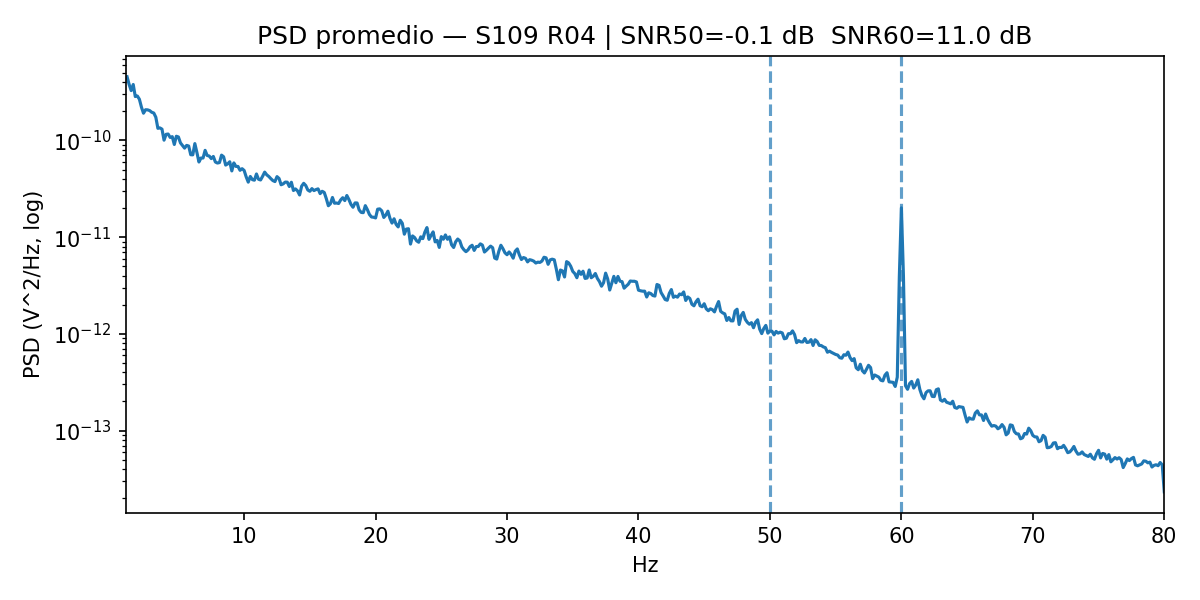 PSD promedio — S109 R04 | SNR50=-0.1 dB  SNR60=11.0 dB
PSD (V^2/Hz, log)
10⁻¹⁰
10⁻¹¹
10⁻¹²
10⁻¹³
10 20 30 40 50 60 70 80
Hz